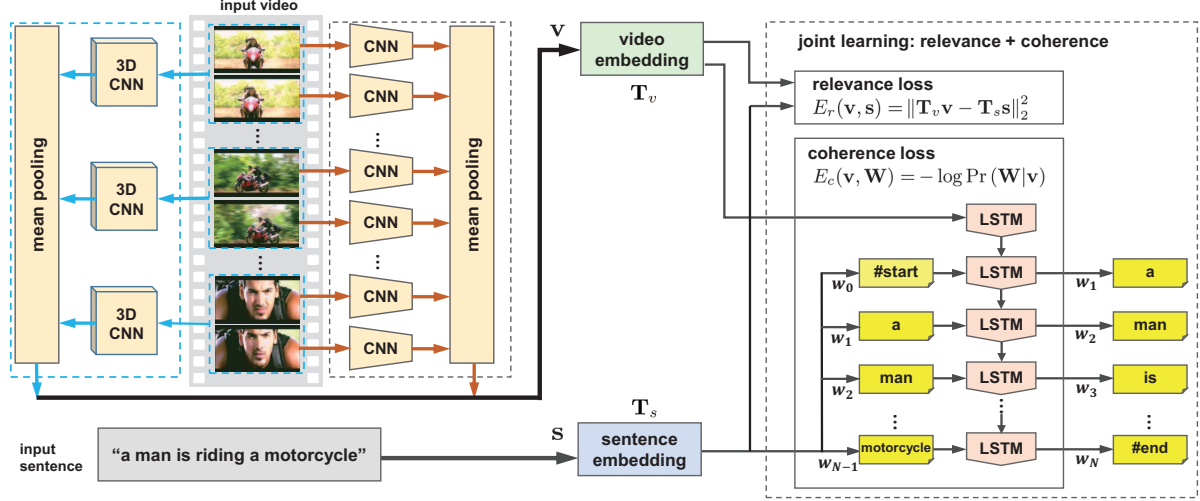 input video
mean pooling
3D
CNN
3D
CNN
3D
CNN
⋮
⋮
CNN
CNN
⋮
CNN
CNN
⋮
CNN
CNN
mean pooling
v
video
embedding
T_v
input
sentence
“a man is riding a motorcycle”
s
T_s
sentence
embedding
joint learning: relevance + coherence
relevance loss
E_r(v, s) = ‖T_v v − T_s s‖₂²
coherence loss
E_c(v, W) = − log Pr (W|v)
LSTM
w_0 #start LSTM w_1 a
w_1 a LSTM w_2 man
w_2 man LSTM w_3 is
⋮ ⋮ ⋮
w_{N−1} motorcycle LSTM w_N #end